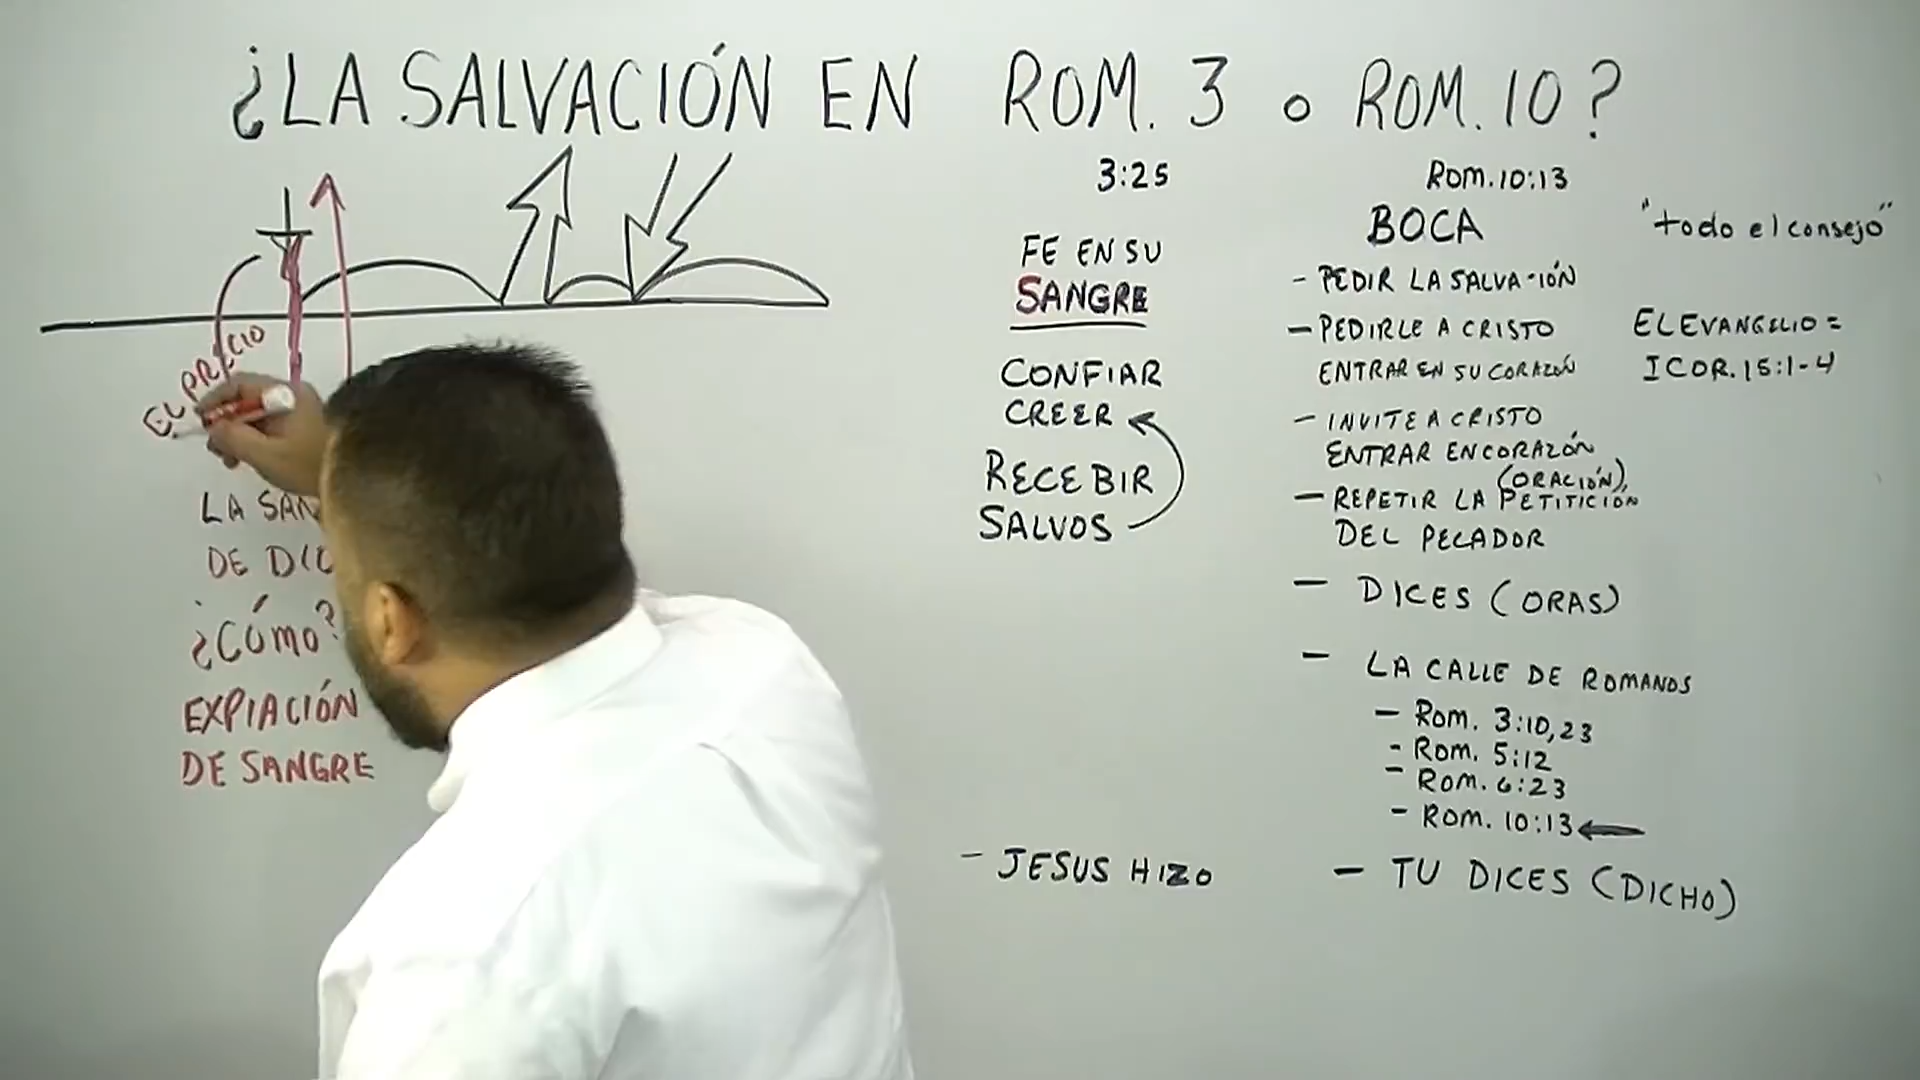 ¿LA SALVACIÓN EN ROM. 3 o ROM. 10?
EL PRECIO
LA SAN
DE DIO
¿CÓMO?
EXPIACIÓN
DE SANGRE
3:25
FE EN SU
SANGRE
CONFIAR
CREER
RECEBIR
SALVOS
- JESUS HIZO
ROM. 10:13
BOCA
- PEDIR LA SALVA-IÓN
- PEDIRLE A CRISTO
ENTRAR EN SU CORAZÓN
- INVITE A CRISTO
ENTRAR EN CORAZÓN
(ORACIÓN),
- REPETIR LA PETITICIÓN
DEL PECADOR
- DICES (ORAS)
- LA CALLE DE ROMANOS
- ROM. 3:10,23
- ROM. 5:12
- ROM. 6:23
- ROM. 10:13
- TU DICES (DICHO)
"todo el consejo"
EL EVANGELIO =
I COR. 15:1-4